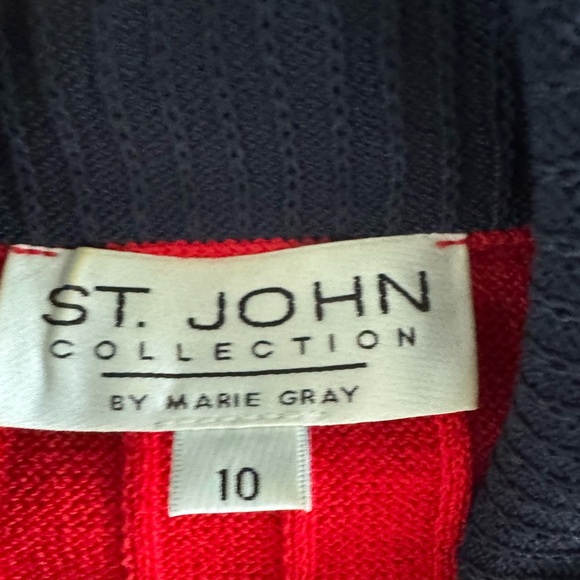 ST. JOHN
COLLECTION
BY MARIE GRAY
10